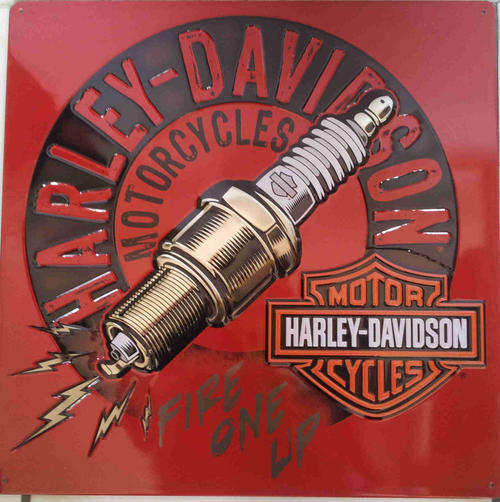 HARLEY-DAVIDSON
MOTORCYCLES
MOTOR
HARLEY-DAVIDSON
CYCLES
FIRE
ONE
UP